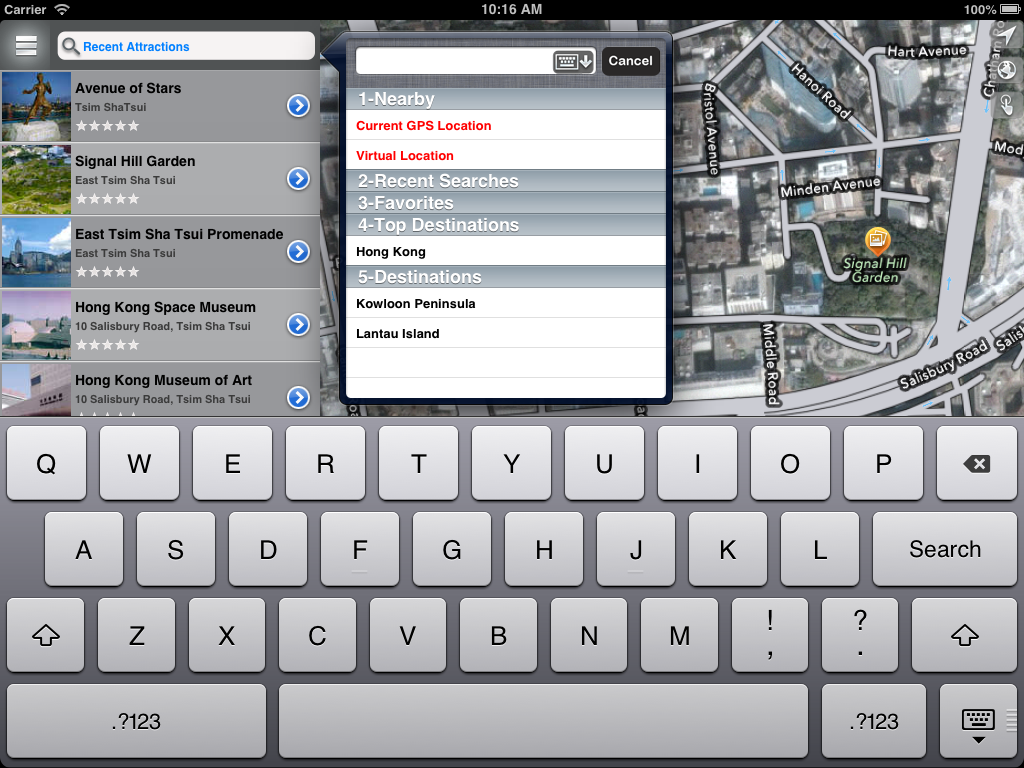 Carrier
10:16 AM
100%
Recent Attractions
Avenue of Stars
Tsim ShaTsui
Signal Hill Garden
East Tsim Sha Tsui
East Tsim Sha Tsui Promenade
East Tsim Sha Tsui
Hong Kong Space Museum
10 Salisbury Road, Tsim Sha Tsui
Hong Kong Museum of Art
10 Salisbury Road, Tsim Sha Tsui
Cancel
1-Nearby
Current GPS Location
Virtual Location
2-Recent Searches
3-Favorites
4-Top Destinations
Hong Kong
5-Destinations
Kowloon Peninsula
Lantau Island
Hart Avenue
Hanoi Road
Bristol Avenue
Minden Avenue
Signal Hill
Garden
Middle Road
Salisbury Road
Q W E R T Y U I O P
A S D F G H J K L Search
Z X C V B N M ! , ? .
.?123 .?123